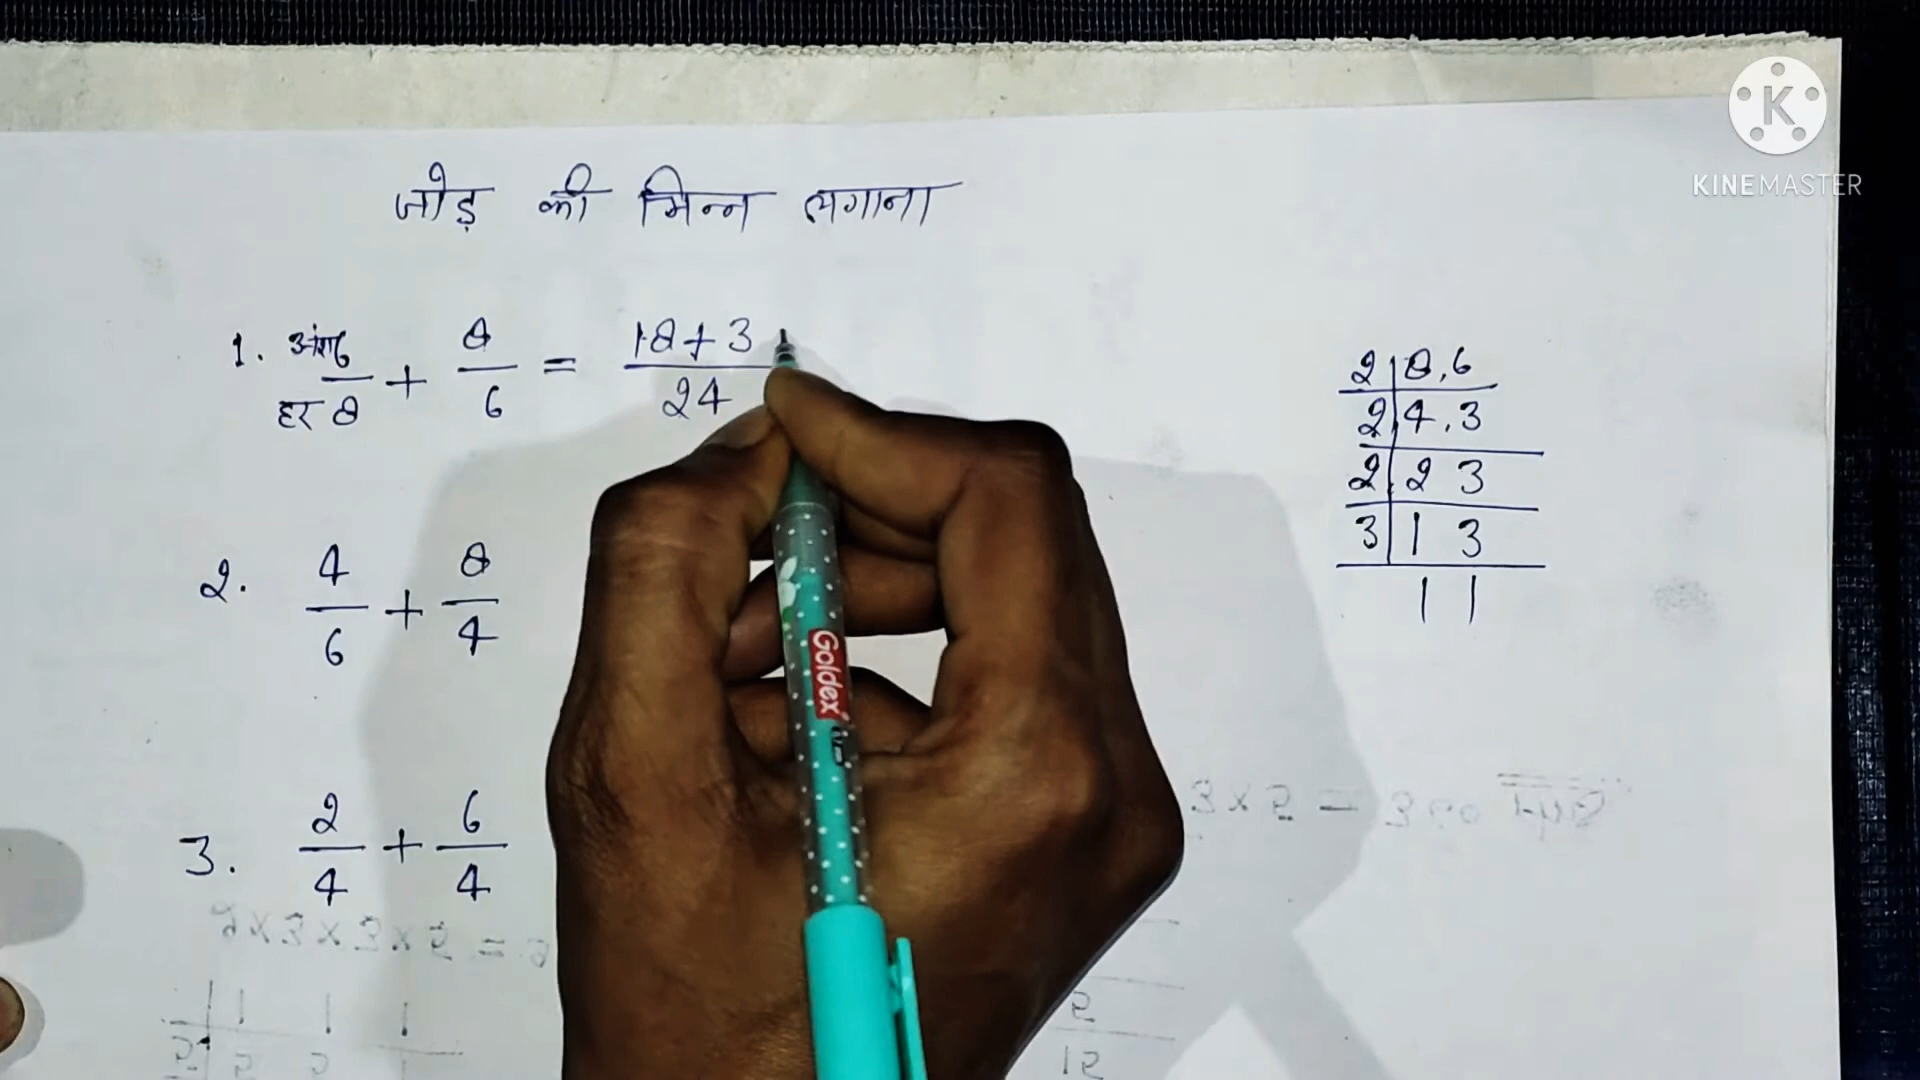 KINEMASTER
जोड़ की भिन्न लगाना
1. अंश 6/8 हर + 8/6 = 18+3/24
2. 4/6 + 8/4
3. 2/4 + 6/4
2 | 8, 6
2 | 4, 3
2 | 2 3
3 | 1 3
1 1
Goldex